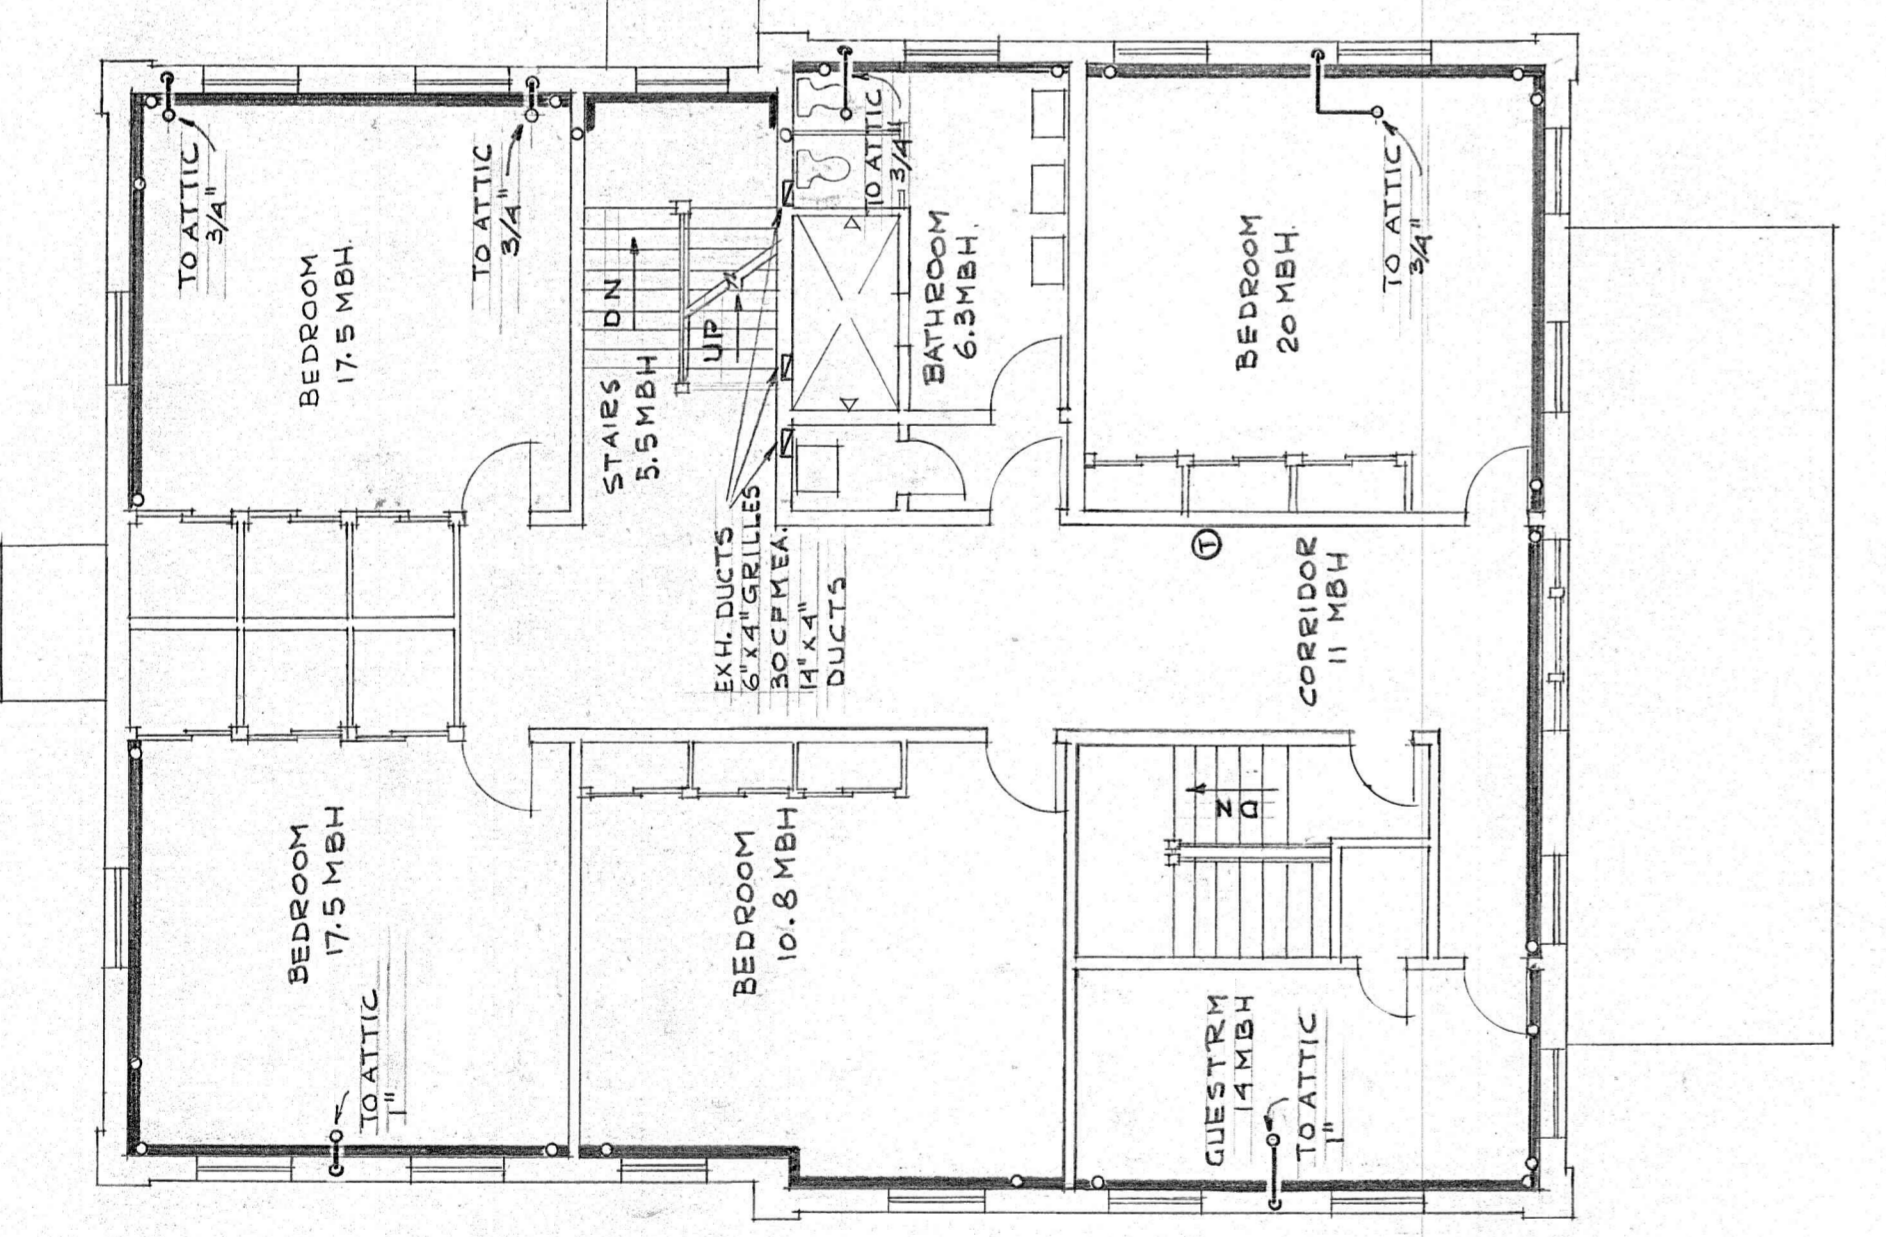 TO ATTIC
3/4"
TO ATTIC
3/4"
BEDROOM
17.5 MBH.
DN
UP
STAIRS
5.5 MBH
TO ATTIC
3/4"
BATHROOM
6.3 MBH.
BEDROOM
20 MBH.
TO ATTIC
3/4"
EXH. DUCTS
6"x4" GRILLES
30 CFM EA.
14"x4"
DUCTS
T
CORRIDOR
11 MBH
BEDROOM
17.5 MBH
TO ATTIC
1"
BEDROOM
10.8 MBH
DN
GUEST RM
14 MBH
TO ATTIC
1"